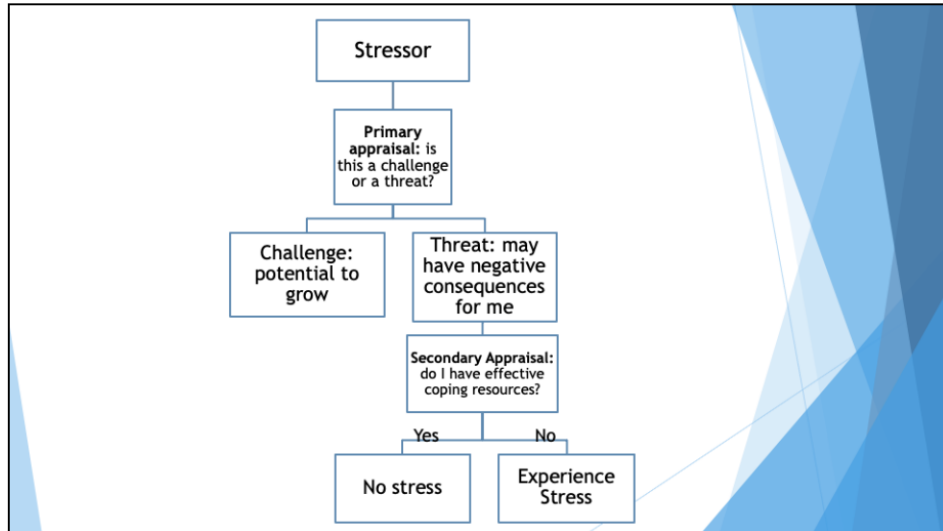 Stressor
Primary
appraisal: is
this a challenge
or a threat?
Challenge:
potential to
grow
Threat: may
have negative
consequences
for me
Secondary Appraisal:
do I have effective
coping resources?
Yes
No
No stress
Experience
Stress